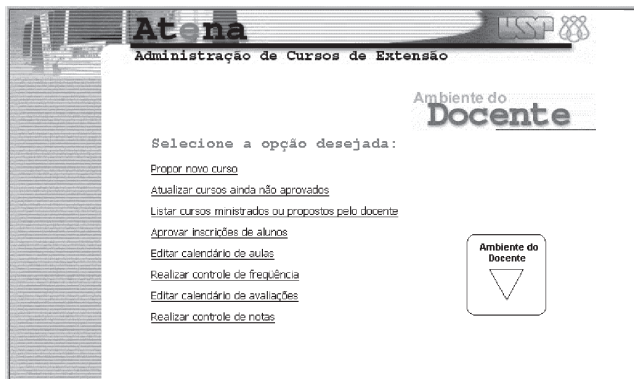 Atena
USP
Administração de Cursos de Extensão
Ambiente do
Docente
Selecione a opção desejada:
Propor novo curso
Atualizar cursos ainda não aprovados
Listar cursos ministrados ou propostos pelo docente
Aprovar inscrições de alunos
Editar calendário de aulas
Realizar controle de freqüência
Editar calendário de avaliações
Realizar controle de notas
Ambiente do
Docente